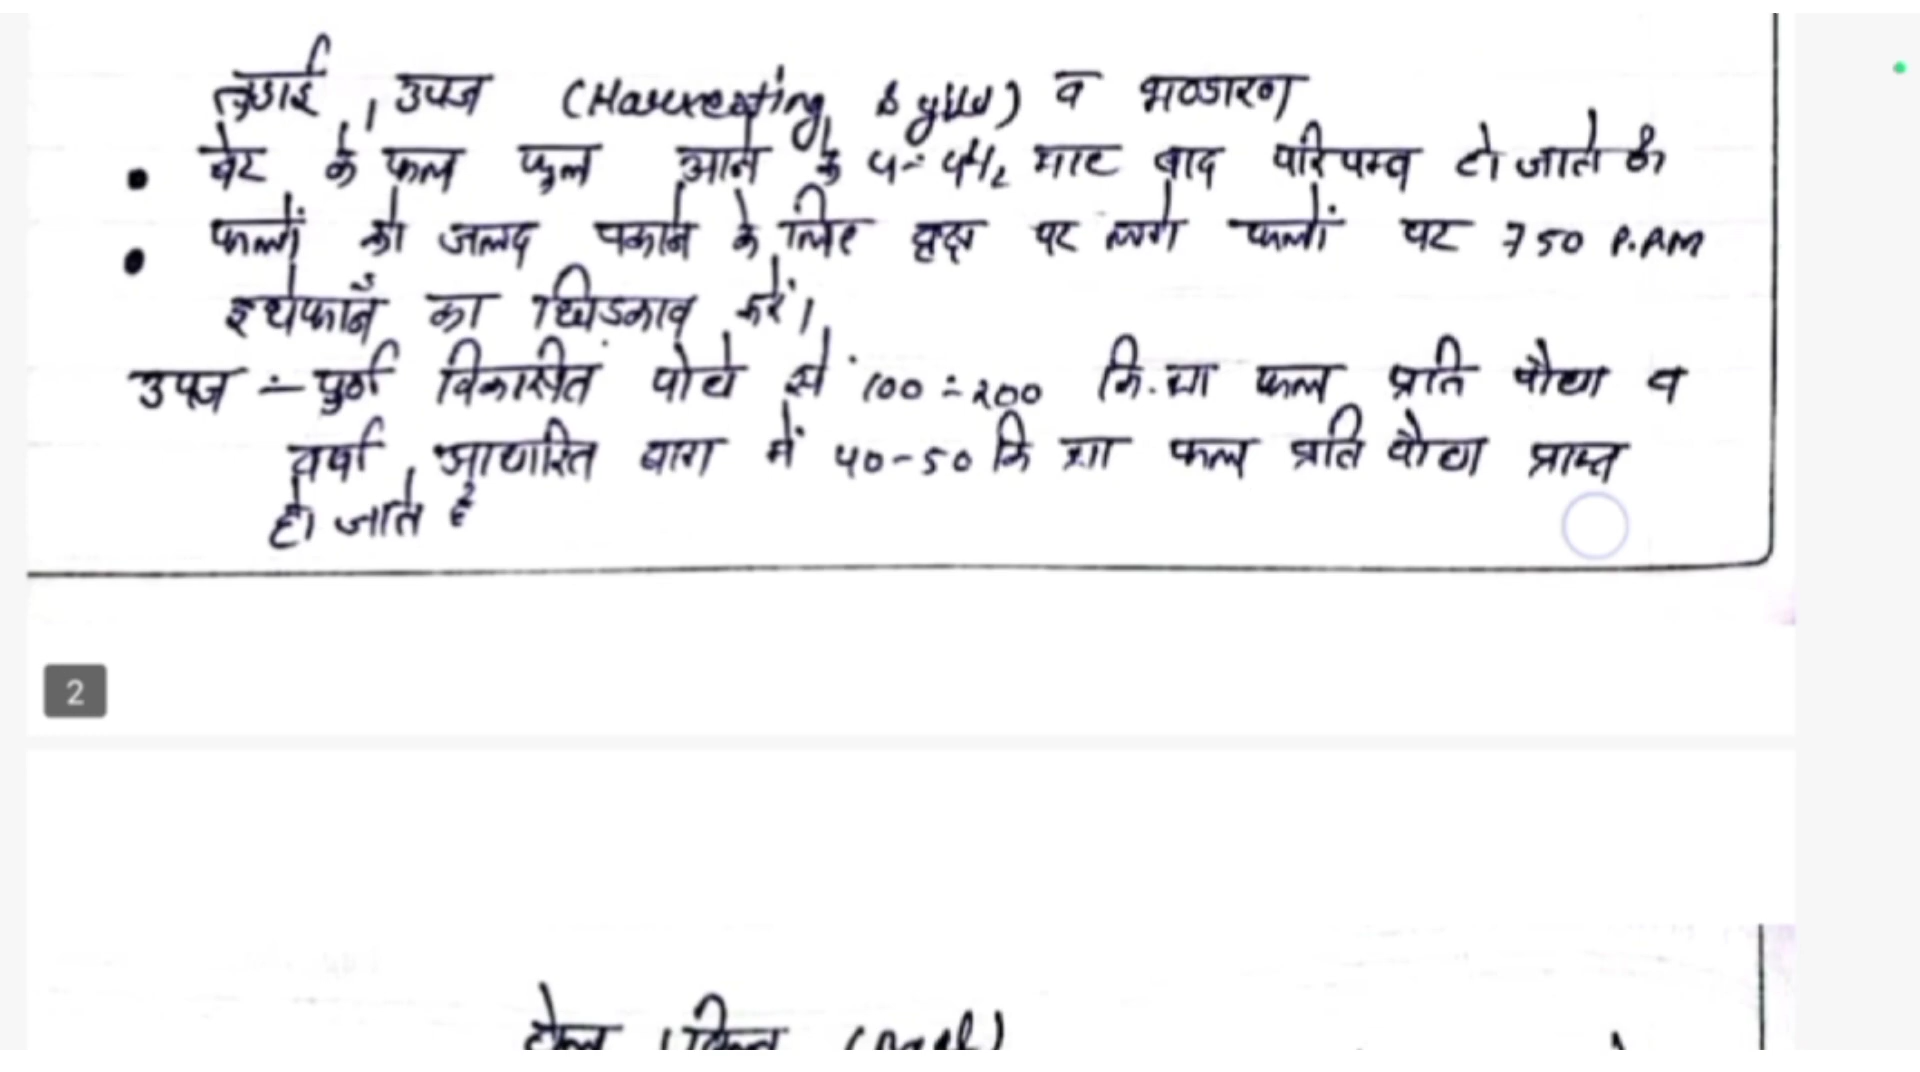 तुडाई, उपज (Harvesting & yield) व भण्डारण
• बेर के फल फुल आने के 4-4½ माह बाद परिपक्व हो जाते है।
• फलों को जल्द पकाने के लिए वृक्ष पर लगे फलों पर 750 P.P.M
इथेफॉन का छिडकाव करें।
उपज :- पुर्ण विकसित पोधे से 100-200 कि.ग्रा फल प्रति पौधा व
वर्षा आधारित बाग में 40-50 कि ग्रा फल प्रति पौधा प्राप्त
हो जाते है
2